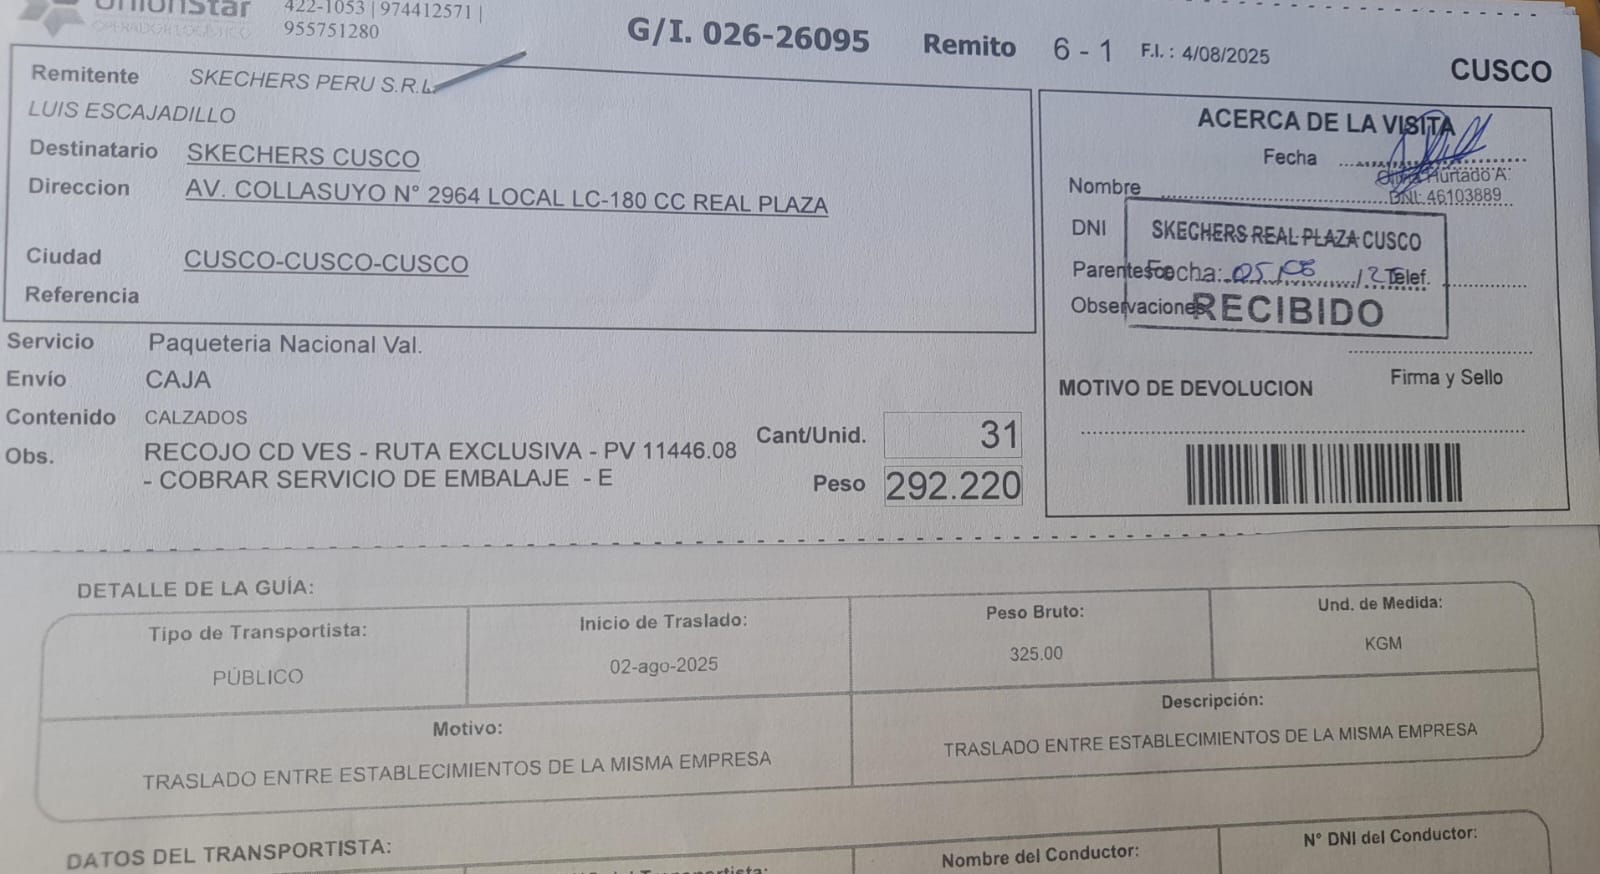 UnionStar
OPERADOR LOGÍSTICO
422-1053 | 974412571 |
955751280
G/I. 026-26095 Remito 6 - 1 F.I. : 4/08/2025
CUSCO
Remitente SKECHERS PERU S.R.L.
LUIS ESCAJADILLO
Destinatario SKECHERS CUSCO
Direccion AV. COLLASUYO N° 2964 LOCAL LC-180 CC REAL PLAZA
Ciudad CUSCO-CUSCO-CUSCO
Referencia
Servicio Paqueteria Nacional Val.
Envío CAJA
Contenido CALZADOS
Obs. RECOJO CD VES - RUTA EXCLUSIVA - PV 11446.08
- COBRAR SERVICIO DE EMBALAJE - E
Cant/Unid. 31
Peso 292.220
ACERCA DE LA VISITA
Fecha
Hurtado A.
Nombre
DNI: 46103889
DNI
SKECHERS REAL PLAZA CUSCO
Parentesco
Fecha: 05/08
Telef.
Observaciones
RECIBIDO
Firma y Sello
MOTIVO DE DEVOLUCION
DETALLE DE LA GUÍA:
Tipo de Transportista: Inicio de Traslado: Peso Bruto: Und. de Medida:
PÚBLICO 02-ago-2025 325.00 KGM
Motivo: Descripción:
TRASLADO ENTRE ESTABLECIMIENTOS DE LA MISMA EMPRESA TRASLADO ENTRE ESTABLECIMIENTOS DE LA MISMA EMPRESA
DATOS DEL TRANSPORTISTA:
Nombre del Conductor: N° DNI del Conductor: